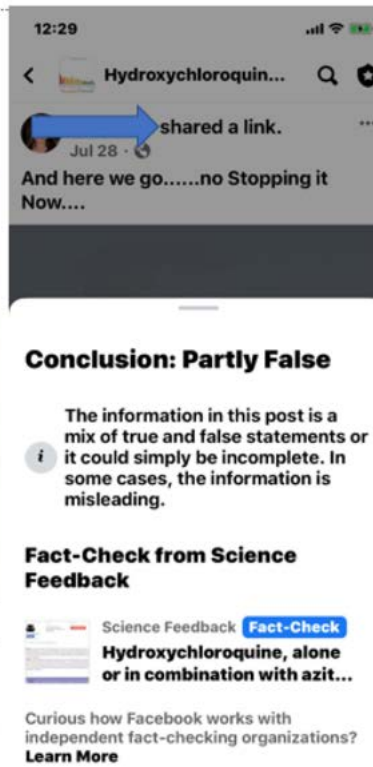 12:29
Hydroxychloroquin...
shared a link.
Jul 28 ·
And here we go......no Stopping it
Now....
Conclusion: Partly False
The information in this post is a
mix of true and false statements or
it could simply be incomplete. In
some cases, the information is
misleading.
Fact-Check from Science
Feedback
Science Feedback Fact-Check
Hydroxychloroquine, alone
or in combination with azit...
Curious how Facebook works with
independent fact-checking organizations?
Learn More